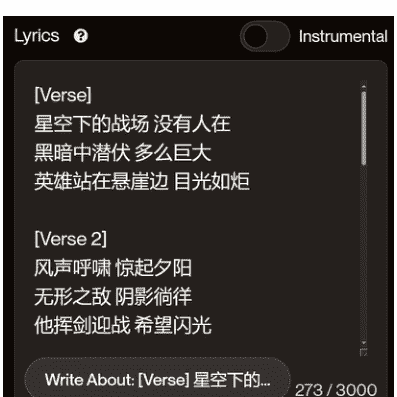 Lyrics ?
Instrumental
[Verse]
星空下的战场 没有人在
黑暗中潜伏 多么巨大
英雄站在悬崖边 目光如炬
[Verse 2]
风声呼啸 惊起夕阳
无形之敌 阴影徜徉
他挥剑迎战 希望闪光
Write About: [Verse] 星空下的...
273 / 3000